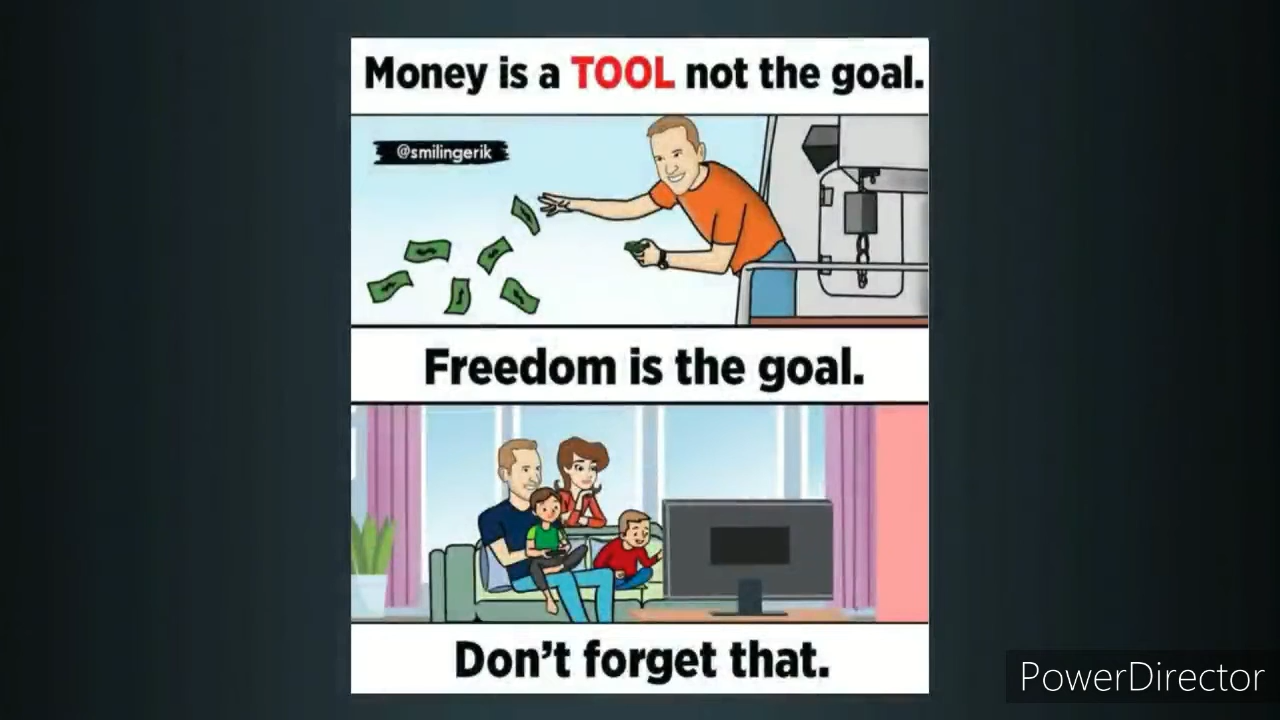 Money is a TOOL not the goal.
@smilingerik
Freedom is the goal.
Don't forget that.
PowerDirector